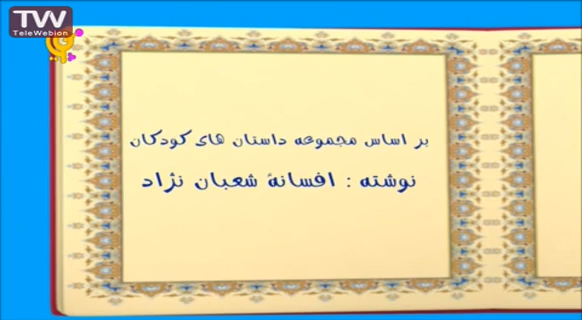 TW
TeleWebion
بر اساس مجموعه داستان های کودکان
نوشته : افسانهٔ شعبان نژاد